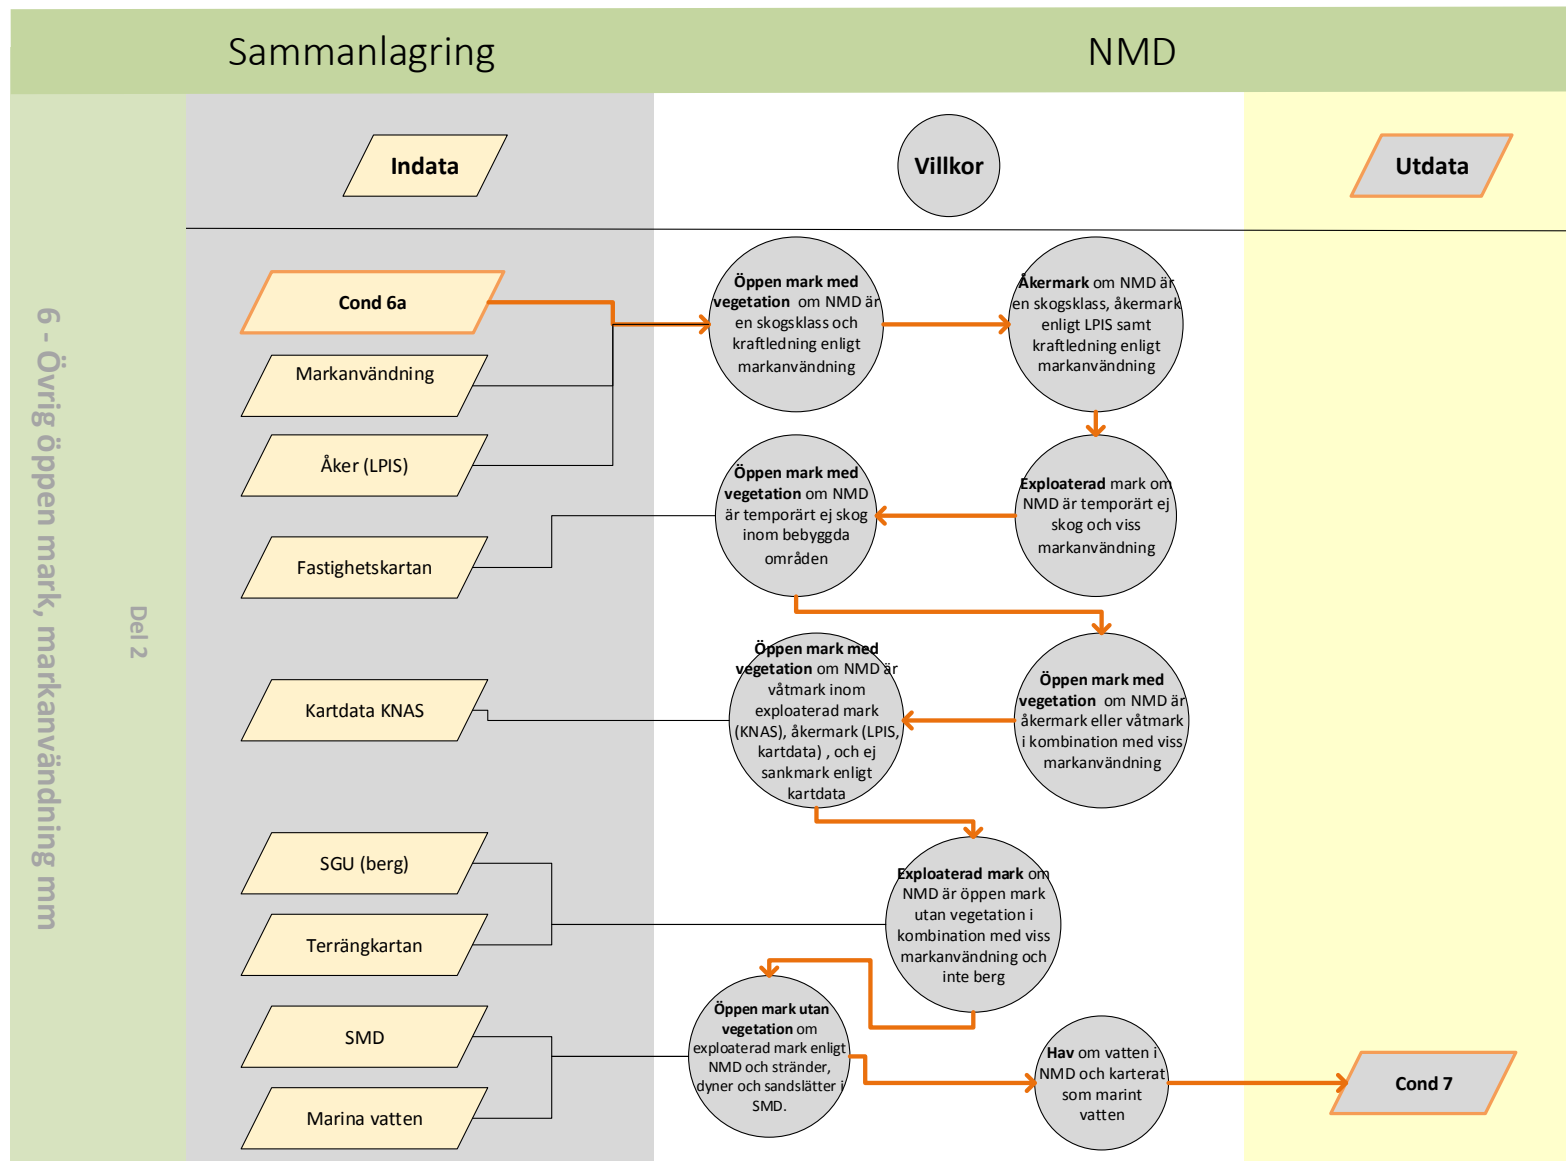 Sammanlagring
NMD
Indata
Villkor
Utdata
6 - Övrig öppen mark, markanvändning mm
Del 2
Cond 6a
Markanvändning
Åker (LPIS)
Fastighetskartan
Kartdata KNAS
SGU (berg)
Terrängkartan
SMD
Marina vatten
Öppen mark med
vegetation om NMD är
en skogsklass och
kraftledning enligt
markanvändning
Åkermark om NMD är
en skogsklass, åkermark
enligt LPIS samt
kraftledning enligt
markanvändning
Exploaterad mark om
NMD är temporärt ej
skog och viss
markanvändning
Öppen mark med
vegetation om NMD
är temporärt ej skog
inom bebyggda
områden
Öppen mark med
vegetation om NMD är
åkermark eller våtmark
i kombination med viss
markanvändning
Öppen mark med
vegetation om NMD är
våtmark inom
exploaterad mark
(KNAS), åkermark (LPIS,
kartdata) , och ej
sankmark enligt
kartdata
Exploaterad mark om
NMD är öppen mark
utan vegetation i
kombination med viss
markanvändning och
inte berg
Öppen mark utan
vegetation om
exploaterad mark enligt
NMD och stränder,
dyner och sandslätter i
SMD.
Hav om vatten i
NMD och karterat
som marint
vatten
Cond 7